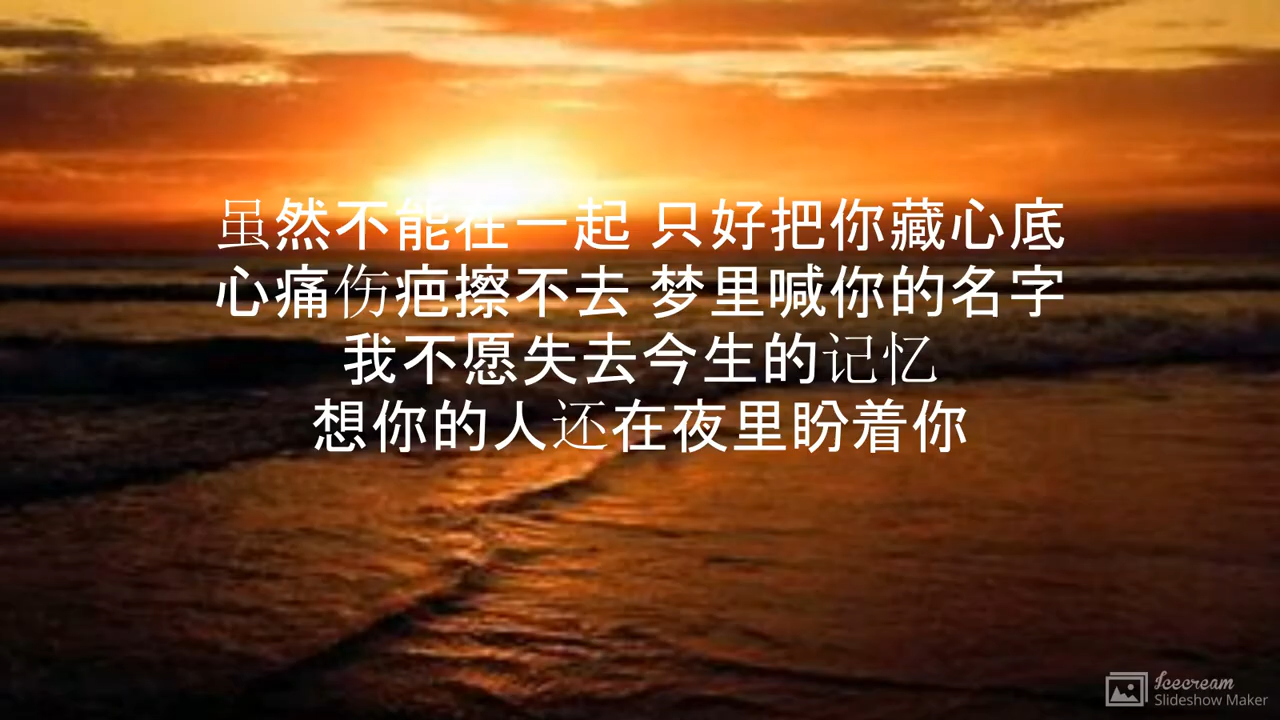 虽然不能在一起 只好把你藏心底
心痛伤疤擦不去 梦里喊你的名字
我不愿失去今生的记忆
想你的人还在夜里盼着你
Icecream
Slideshow Maker